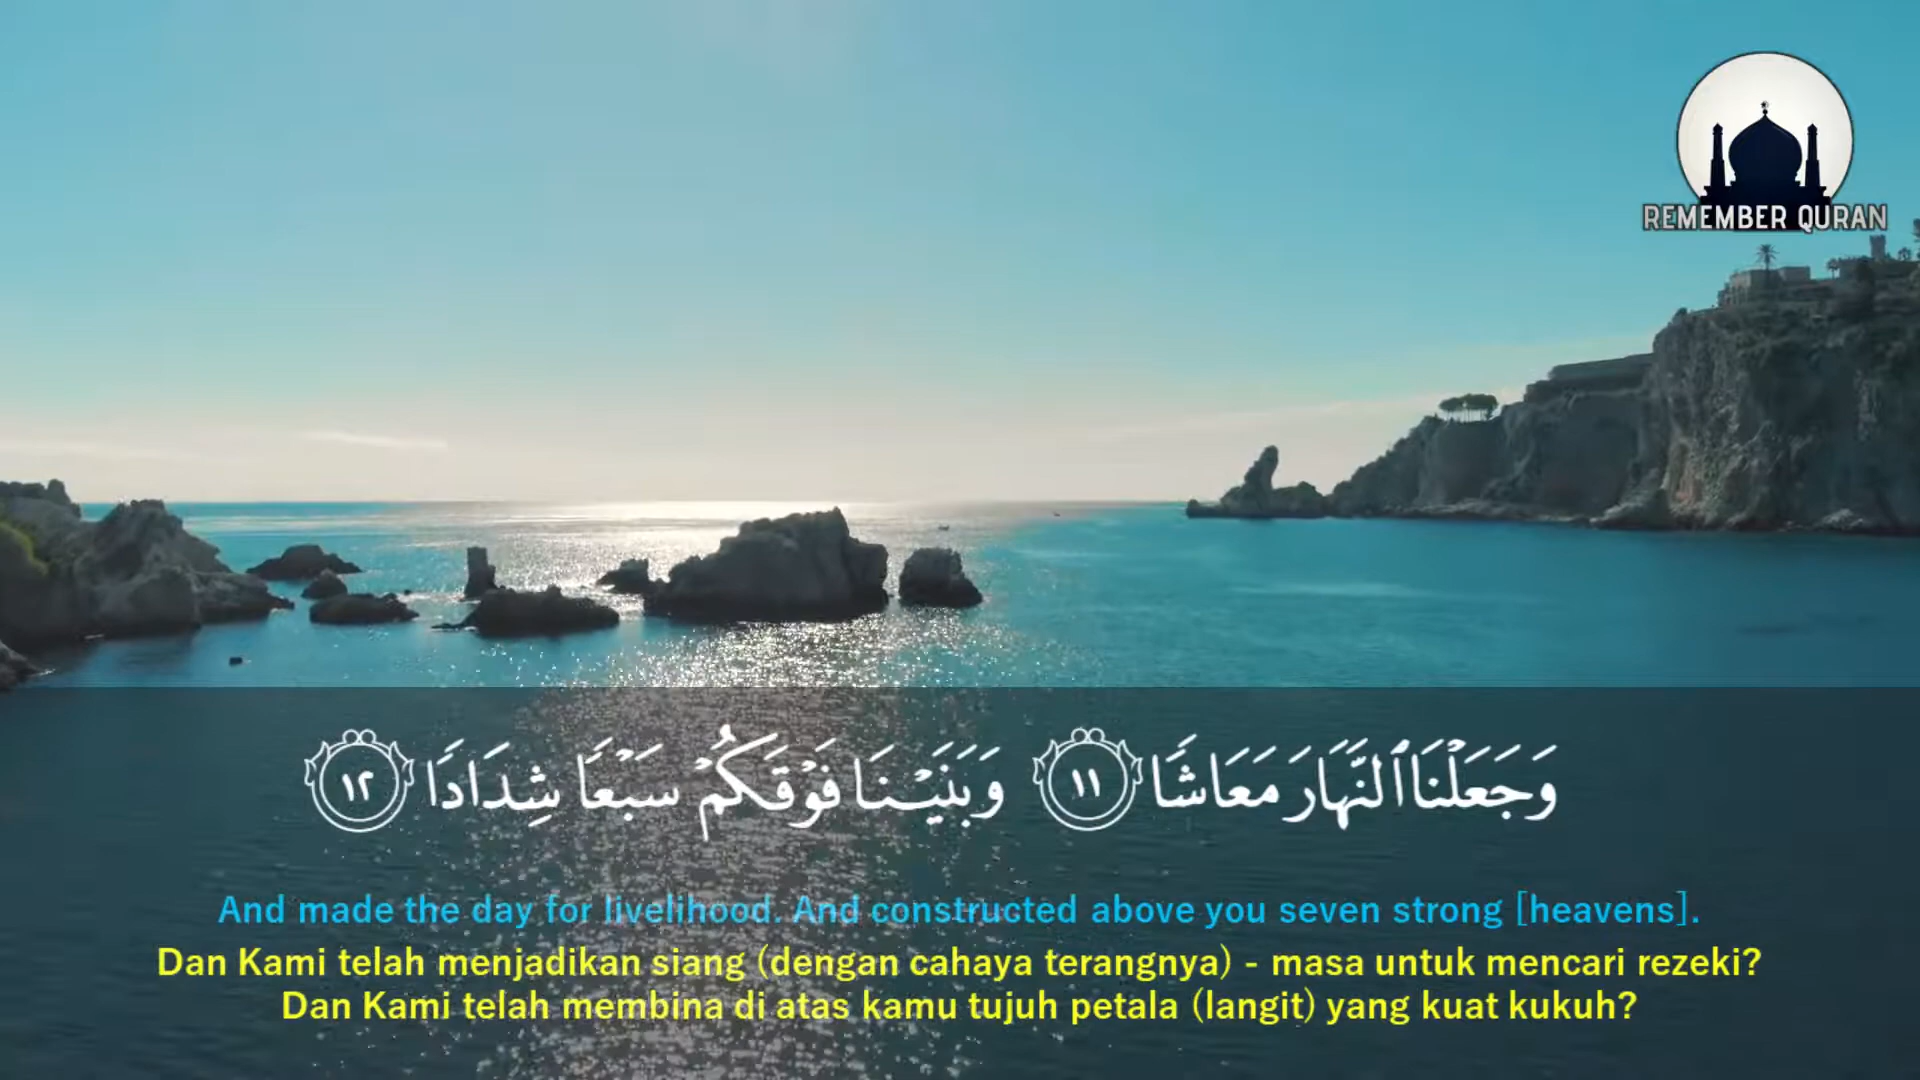 REMEMBER QURAN
وَجَعَلْنَا ٱلنَّهَارَ مَعَاشًا ١١ وَبَنَيْنَا فَوْقَكُمْ سَبْعًا شِدَادًا ١٢
And made the day for livelihood. And constructed above you seven strong [heavens].
Dan Kami telah menjadikan siang (dengan cahaya terangnya) - masa untuk mencari rezeki?
Dan Kami telah membina di atas kamu tujuh petala (langit) yang kuat kukuh?